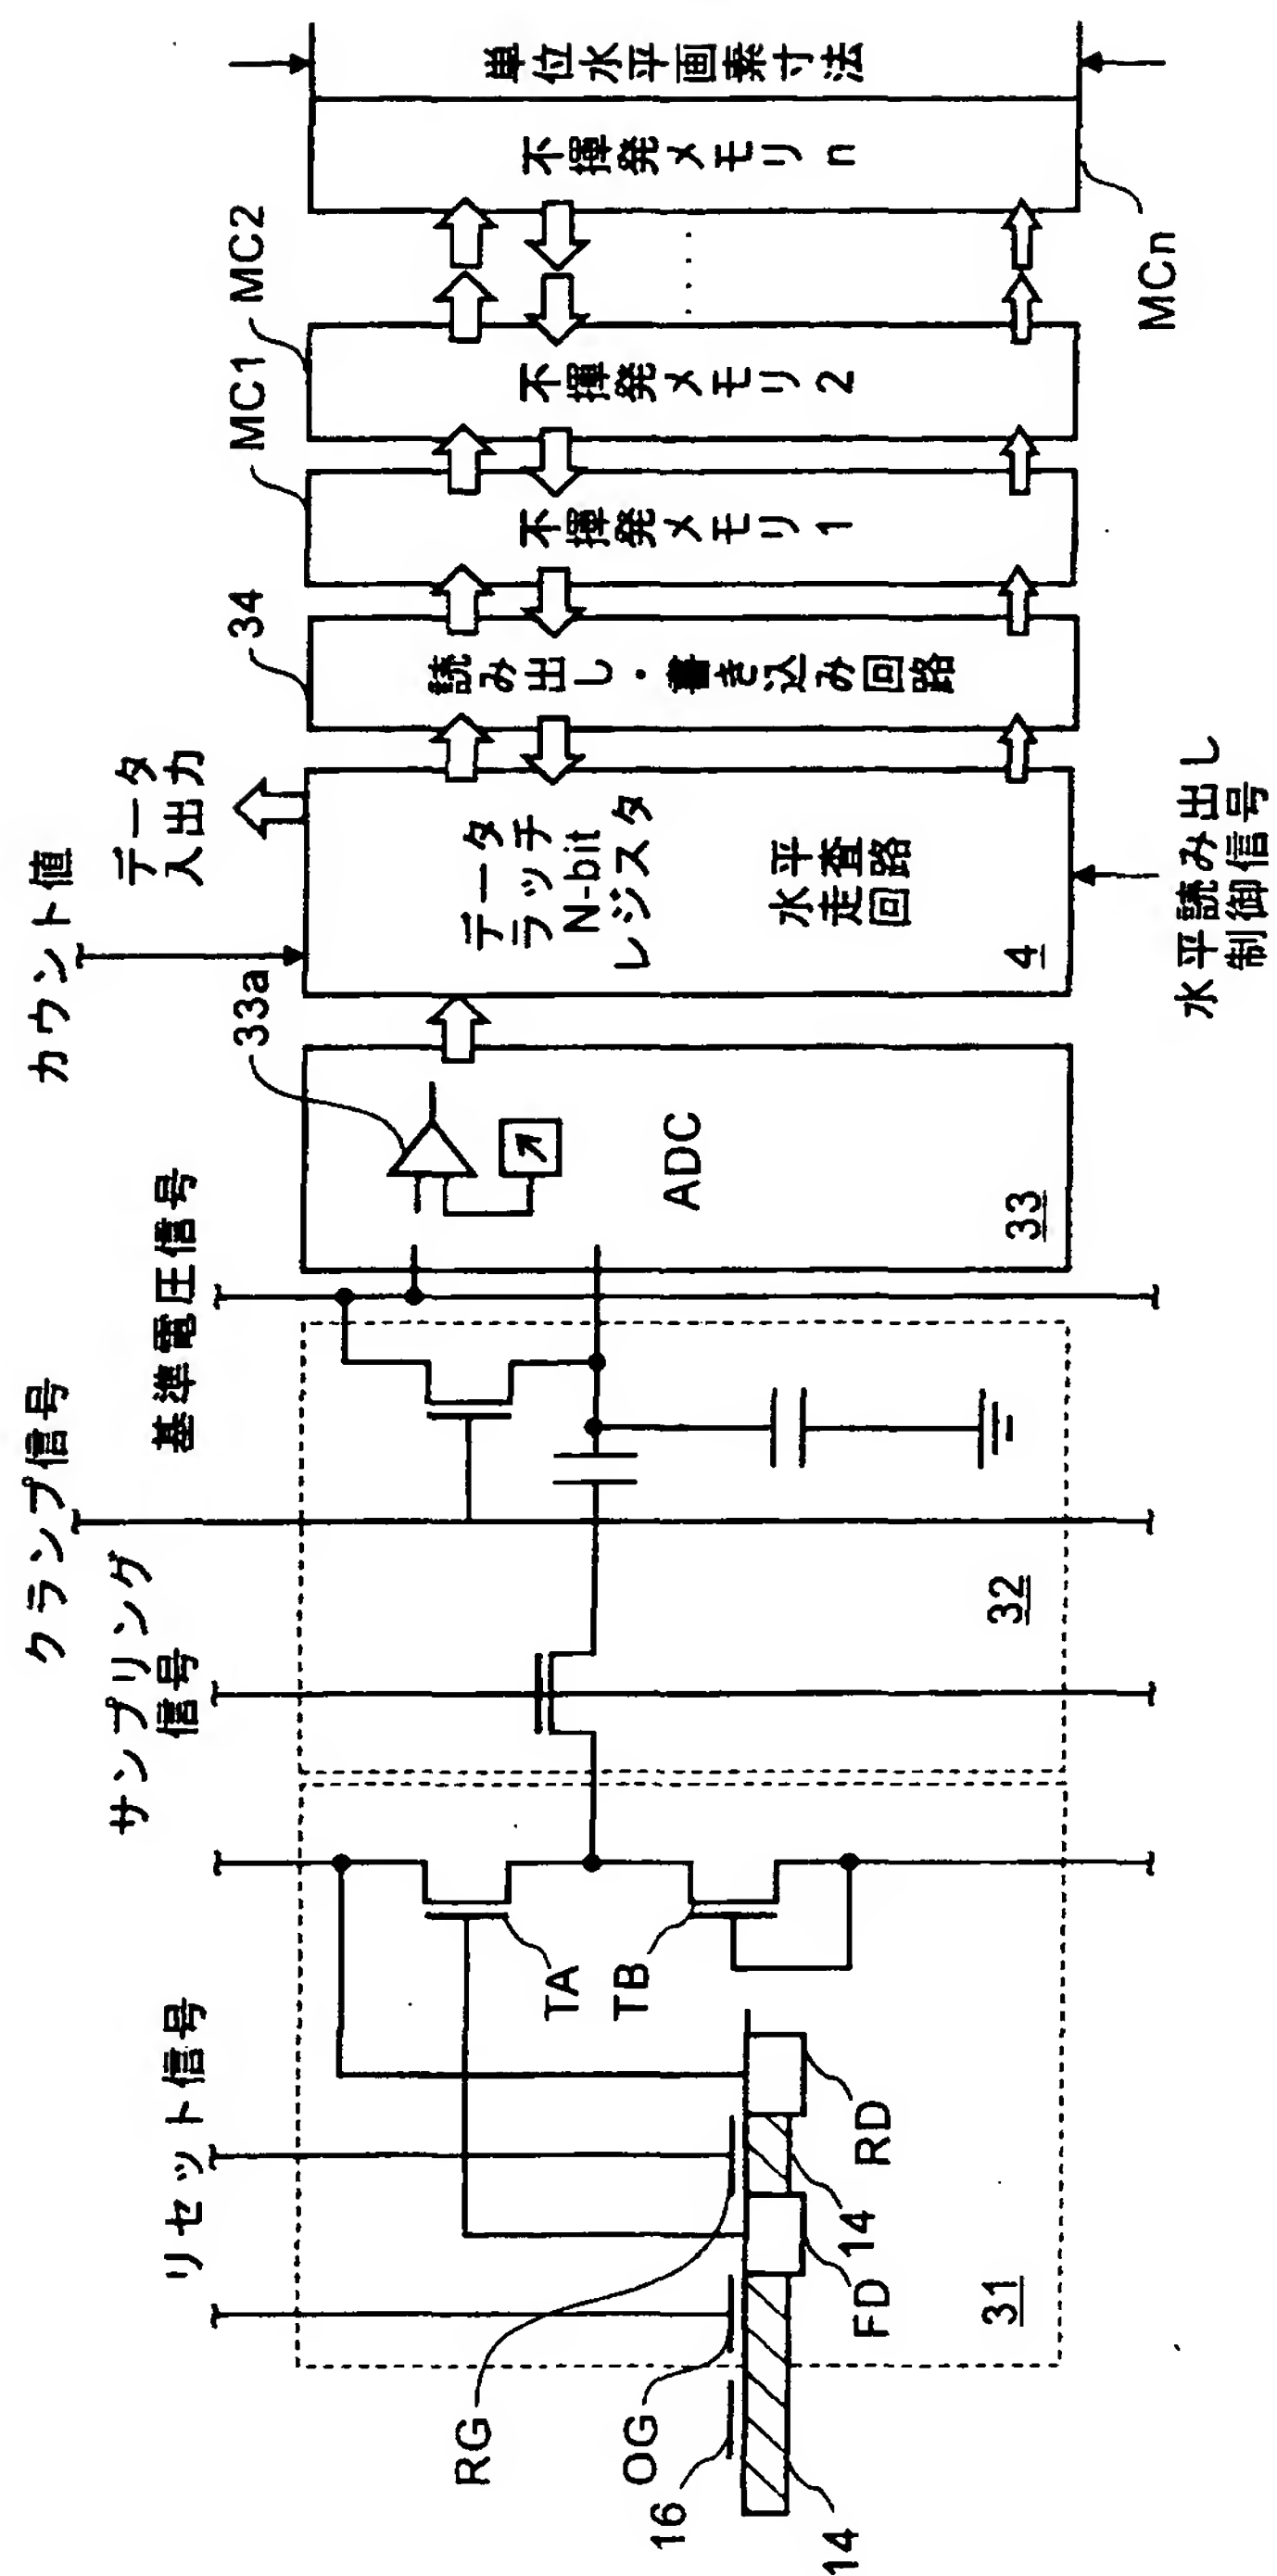 リセット信号
サンプリング
信号
クランプ信号
基準電圧信号
カウント値
データ
入出力
34
MC1
MC2
単位水平画素寸法
33a
RG
OG
16
14
FD
14
RD
TA
TB
31
32
ADC
33
データ
ラッチ
N-bit
レジスタ
水平
走査
回路
4
読み出し・書き込み回路
不揮発メモリ1
不揮発メモリ2
不揮発メモリn
水平読み出し
制御信号
MCn